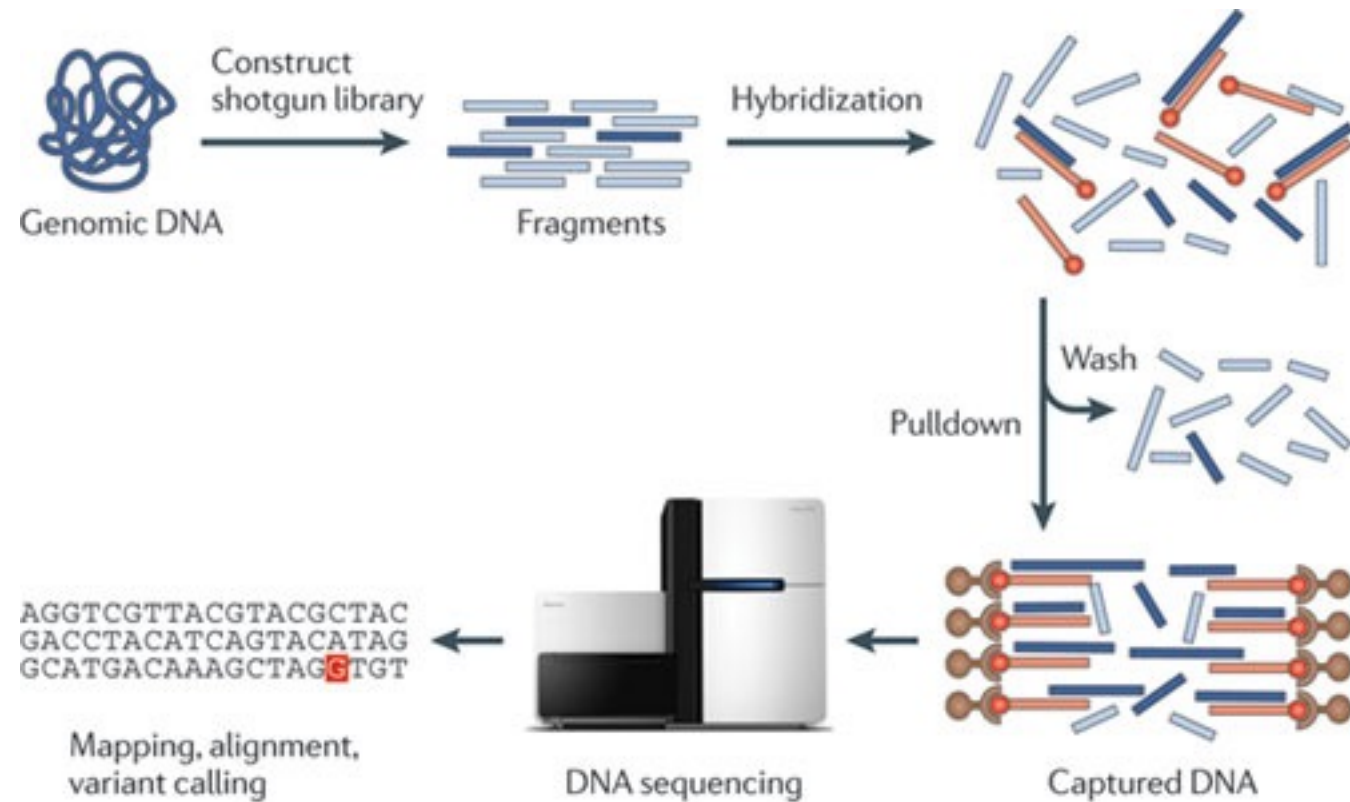 Construct
shotgun library
Hybridization
Genomic DNA
Fragments
Wash
Pulldown
AGGTCGTTACGTACGCTAC
GACCTACATCAGTACATAG
GCATGACAAAGCTAGGTGT
Mapping, alignment,
variant calling
DNA sequencing
Captured DNA